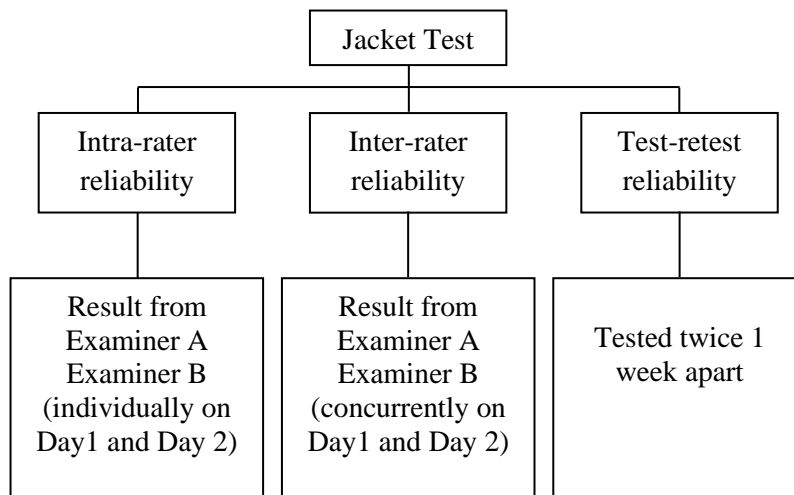 Jacket Test
Intra-rater
reliability
Inter-rater
reliability
Test-retest
reliability
Result from
Examiner A
Examiner B
(individually on
Day1 and Day 2)
Result from
Examiner A
Examiner B
(concurrently on
Day1 and Day 2)
Tested twice 1
week apart